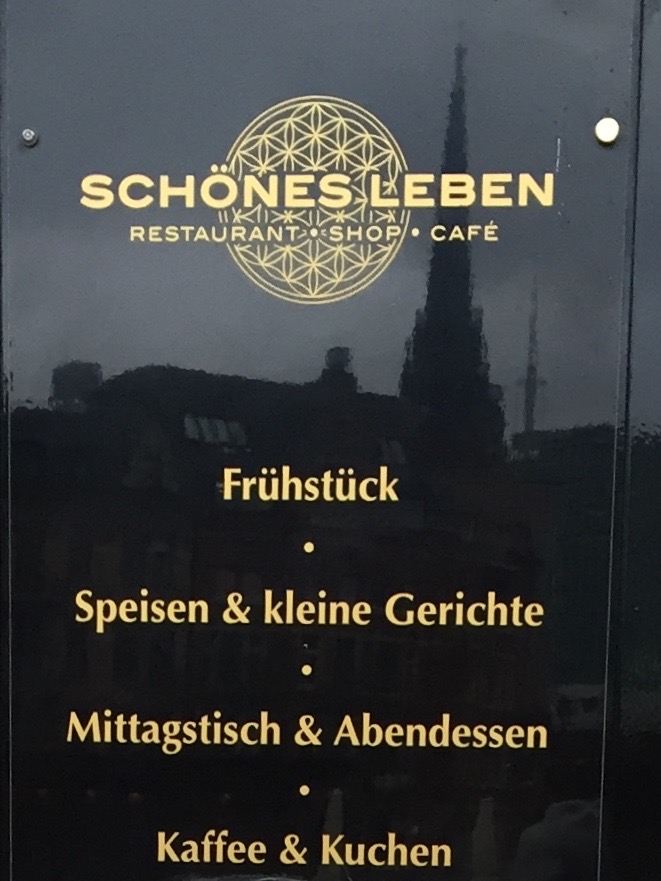 SCHÖNES LEBEN
RESTAURANT • SHOP • CAFÉ
Frühstück
•
Speisen & kleine Gerichte
•
Mittagstisch & Abendessen
•
Kaffee & Kuchen